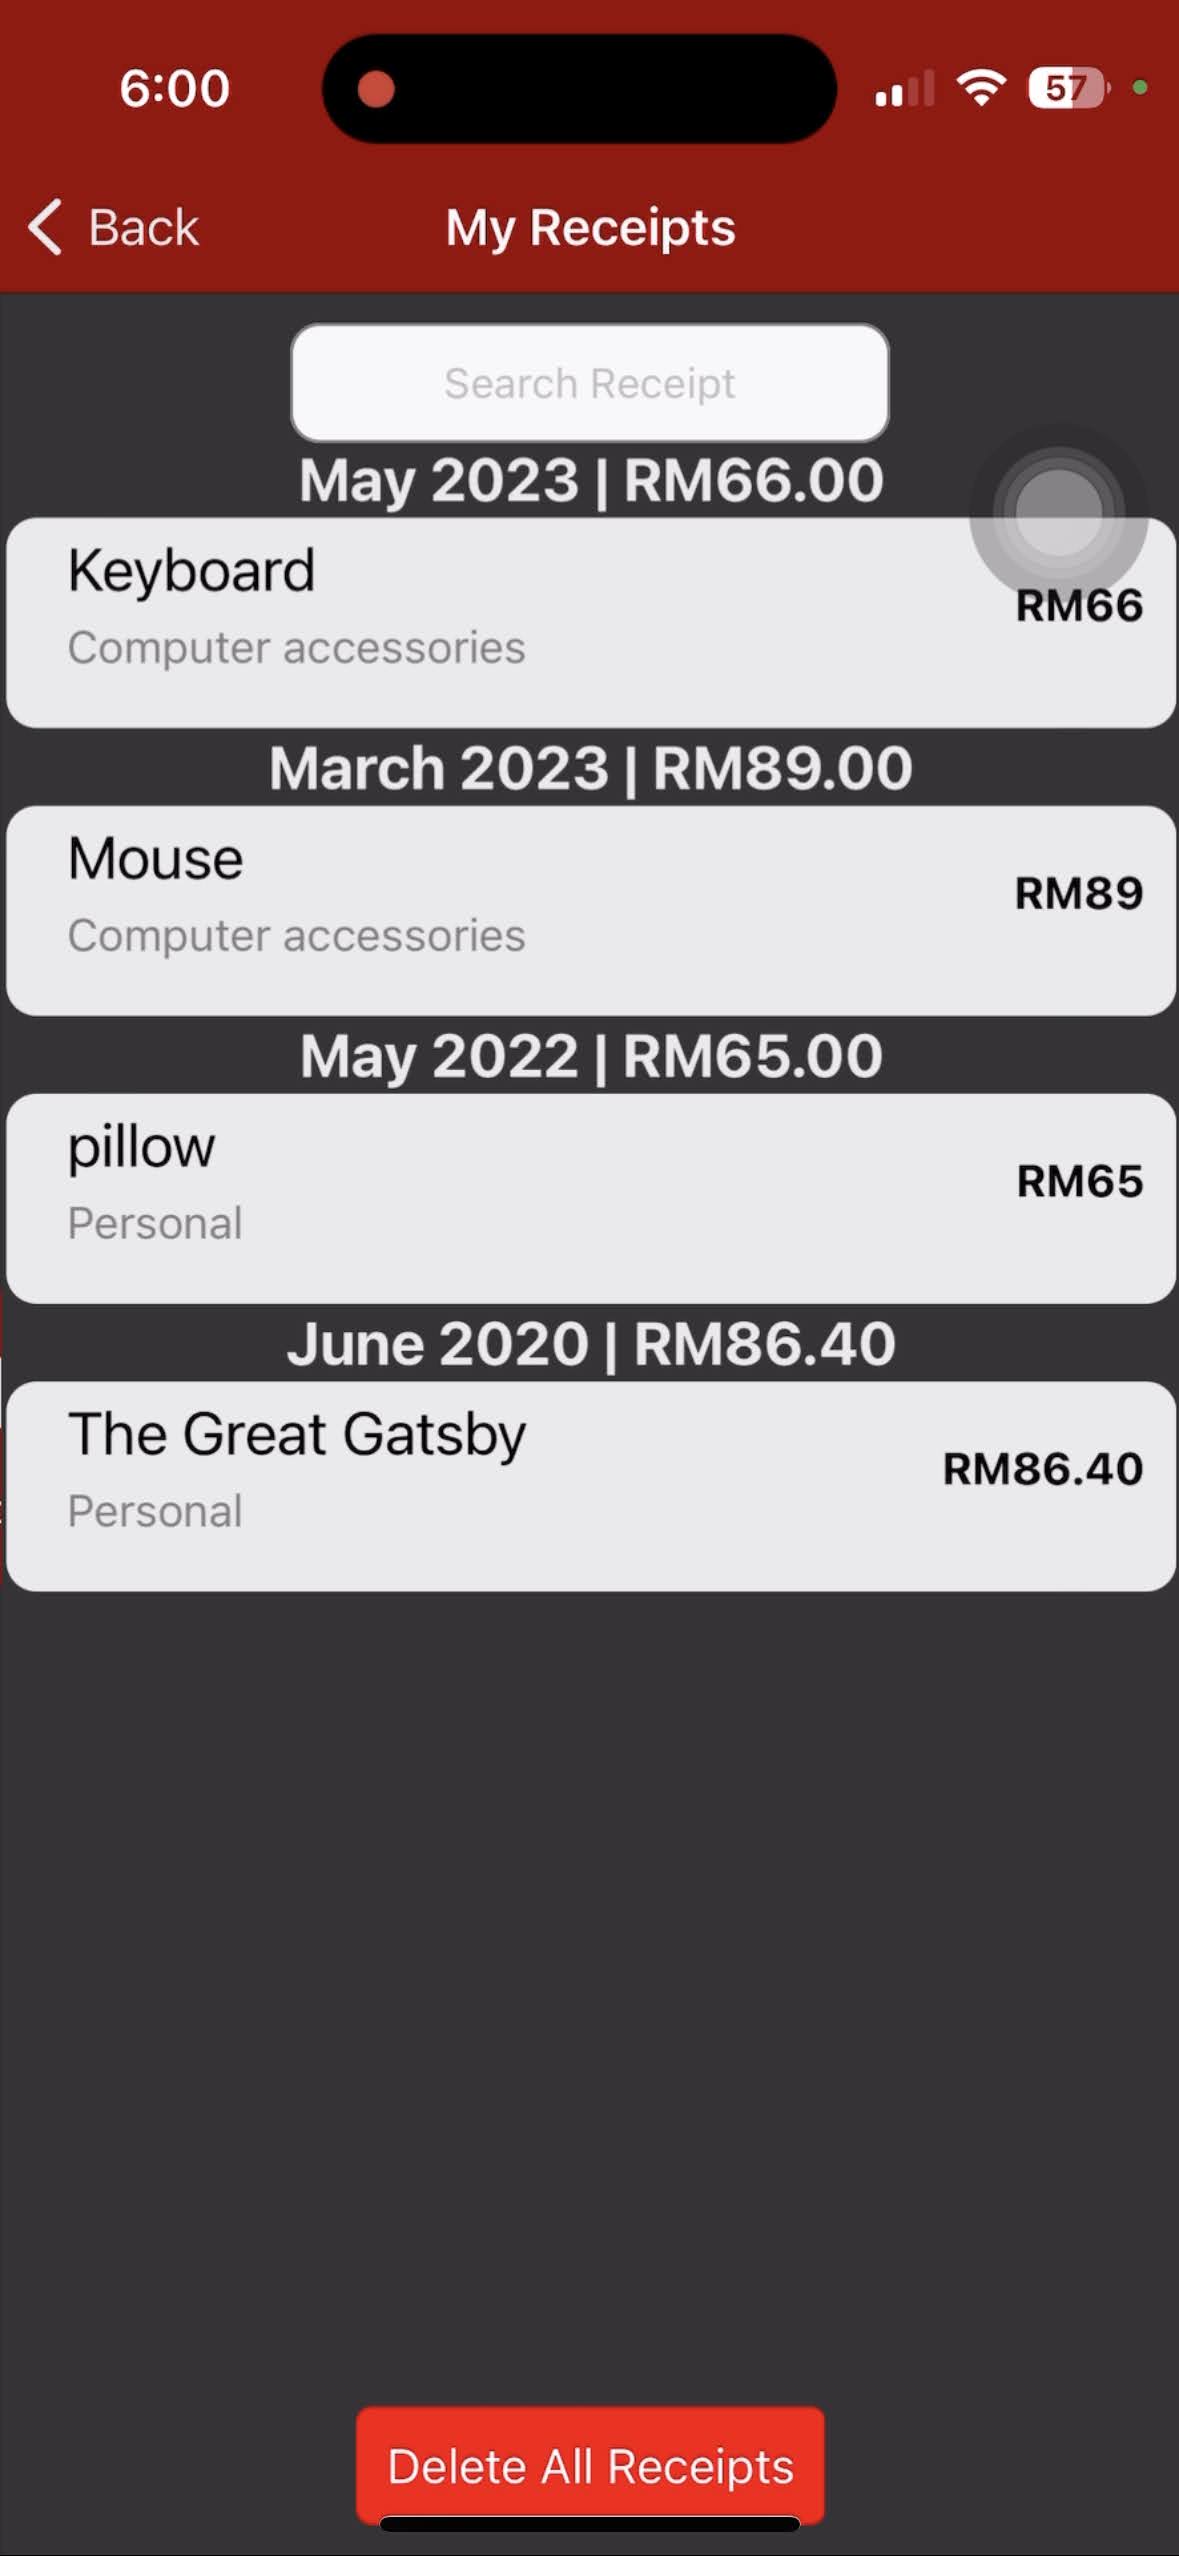 6:00
57
Back
My Receipts
Search Receipt
May 2023 | RM66.00
Keyboard
RM66
Computer accessories
March 2023 | RM89.00
Mouse
RM89
Computer accessories
May 2022 | RM65.00
pillow
RM65
Personal
June 2020 | RM86.40
The Great Gatsby
RM86.40
Personal
Delete All Receipts